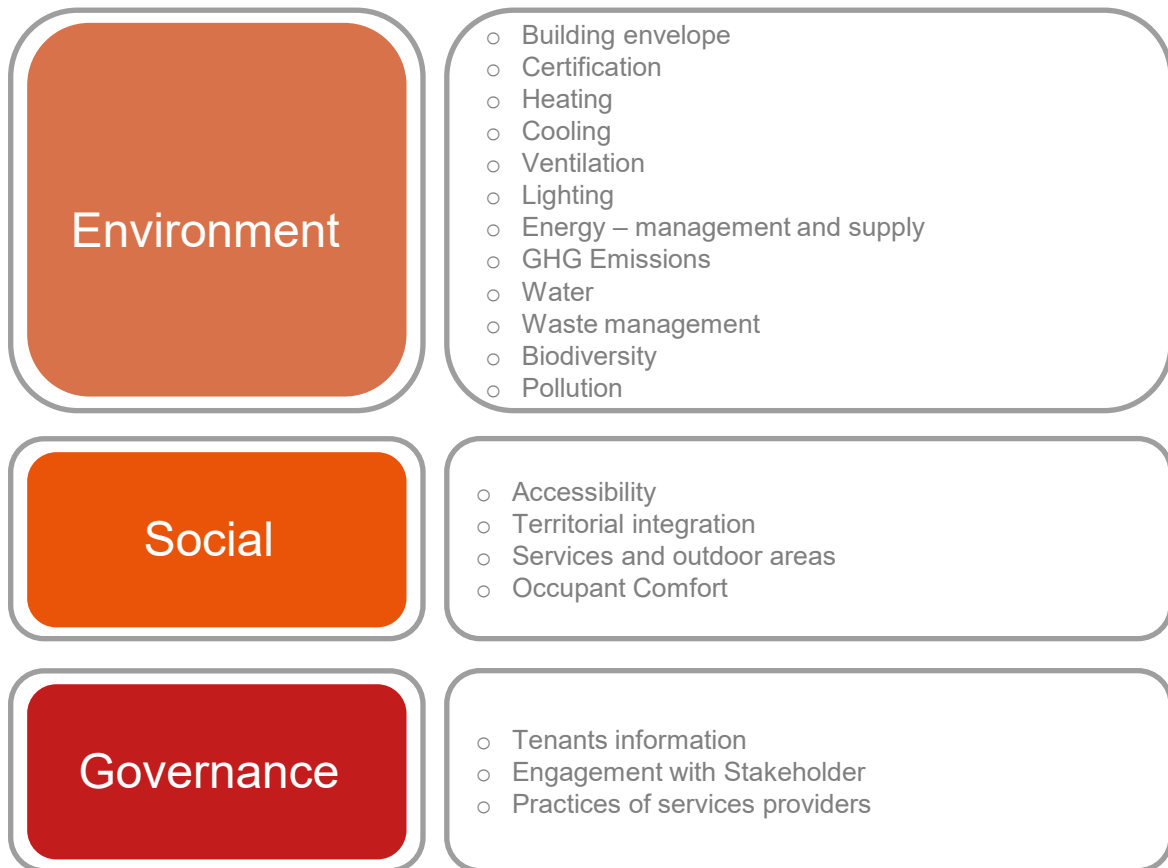 Environment
o Building envelope
o Certification
o Heating
o Cooling
o Ventilation
o Lighting
o Energy – management and supply
o GHG Emissions
o Water
o Waste management
o Biodiversity
o Pollution
Social
o Accessibility
o Territorial integration
o Services and outdoor areas
o Occupant Comfort
Governance
o Tenants information
o Engagement with Stakeholder
o Practices of services providers